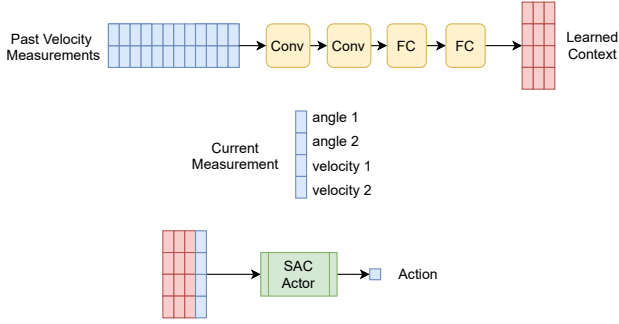 Past Velocity
Measurements
Conv
Conv
FC
FC
Learned
Context
Current
Measurement
angle 1
angle 2
velocity 1
velocity 2
SAC
Actor
Action